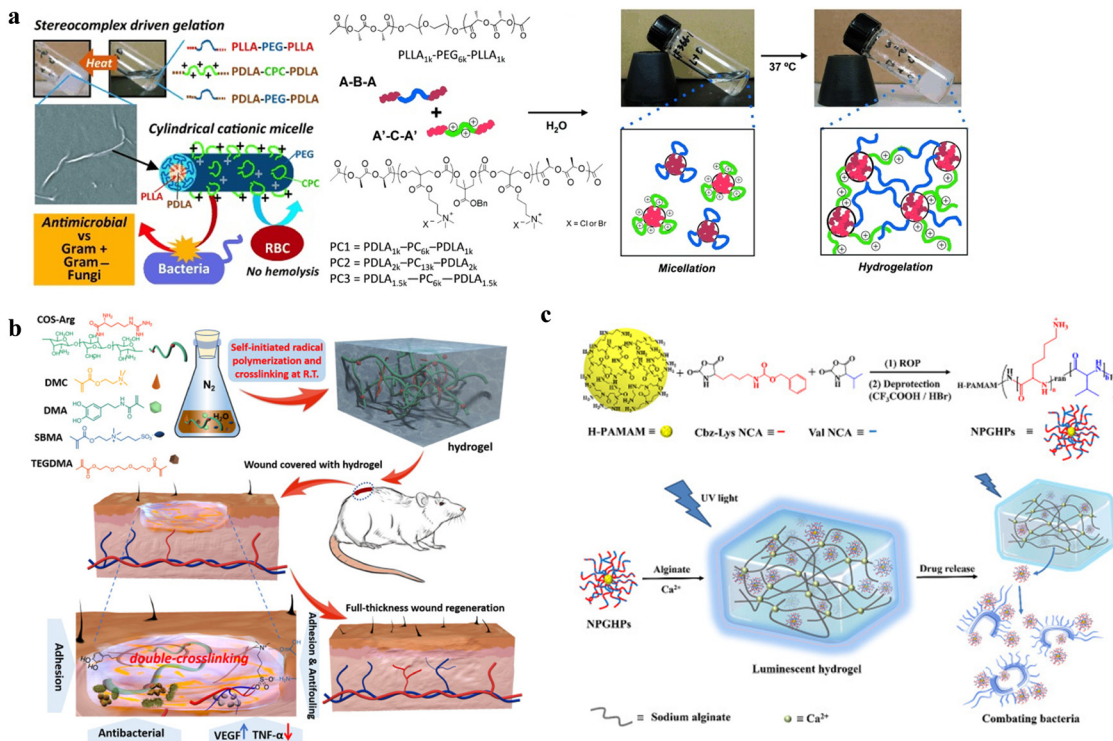 a
Stereocomplex driven gelation
Heat
PLLA-PEG-PLLA
PDLA-CPC-PDLA
PDLA-PEG-PDLA
Cylindrical cationic micelle
PEG
CPC
PLLA
PDLA
Antimicrobial
vs
Gram +
Gram –
Fungi
Bacteria
RBC
No hemolysis
PLLA1k-PEG6k-PLLA1k
A-B-A
+
A'-C-A'
H2O
OBn
X = Cl or Br
PC1 = PDLA1k–PC6k–PDLA1k
PC2 = PDLA2k–PC13k–PDLA2k
PC3 = PDLA1.5k–PC6k–PDLA1.5k
37 ºC
Micellation
Hydrogelation
b
COS-Arg
DMC
DMA
SBMA
TEGDMA
N2
H2O
Self-initiated radical
polymerization and
crosslinking at R.T.
hydrogel
Wound covered with hydrogel
Full-thickness wound regeneration
Adhesion
double-crosslinking
Adhesion & Antifouling
Antibacterial
VEGF
TNF-α
c
H-PAMAM ≡
Cbz-Lys NCA ≡
Val NCA ≡
(1) ROP
(2) Deprotection
(CF3COOH / HBr)
H-PAMAM
ran
NPGHPs ≡
UV light
NPGHPs
Alginate
Ca2+
Luminescent hydrogel
Drug release
Combating bacteria
≡ Sodium alginate
≡ Ca2+